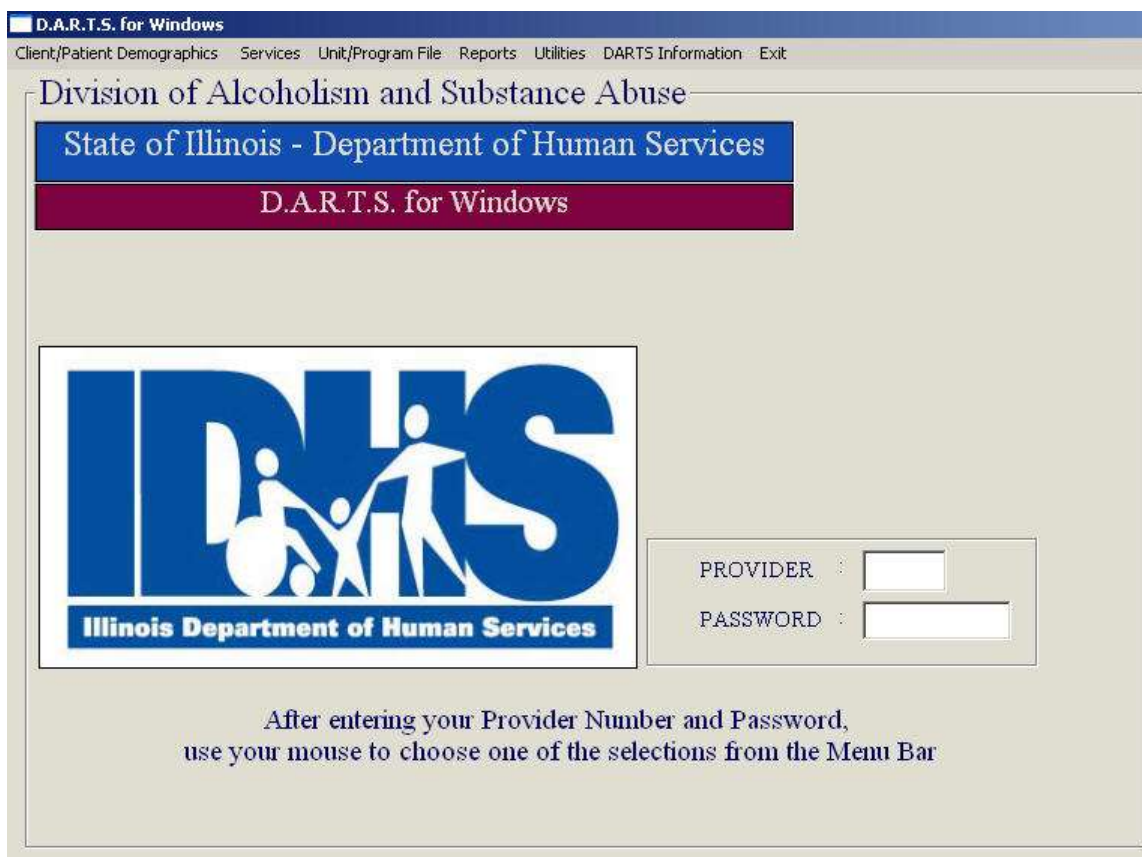 D.A.R.T.S. for Windows
Client/Patient Demographics Services Unit/Program File Reports Utilities DARTS Information Exit
Division of Alcoholism and Substance Abuse
State of Illinois - Department of Human Services
D.A.R.T.S. for Windows
IDHS
Illinois Department of Human Services
PROVIDER :
PASSWORD :
After entering your Provider Number and Password,
use your mouse to choose one of the selections from the Menu Bar